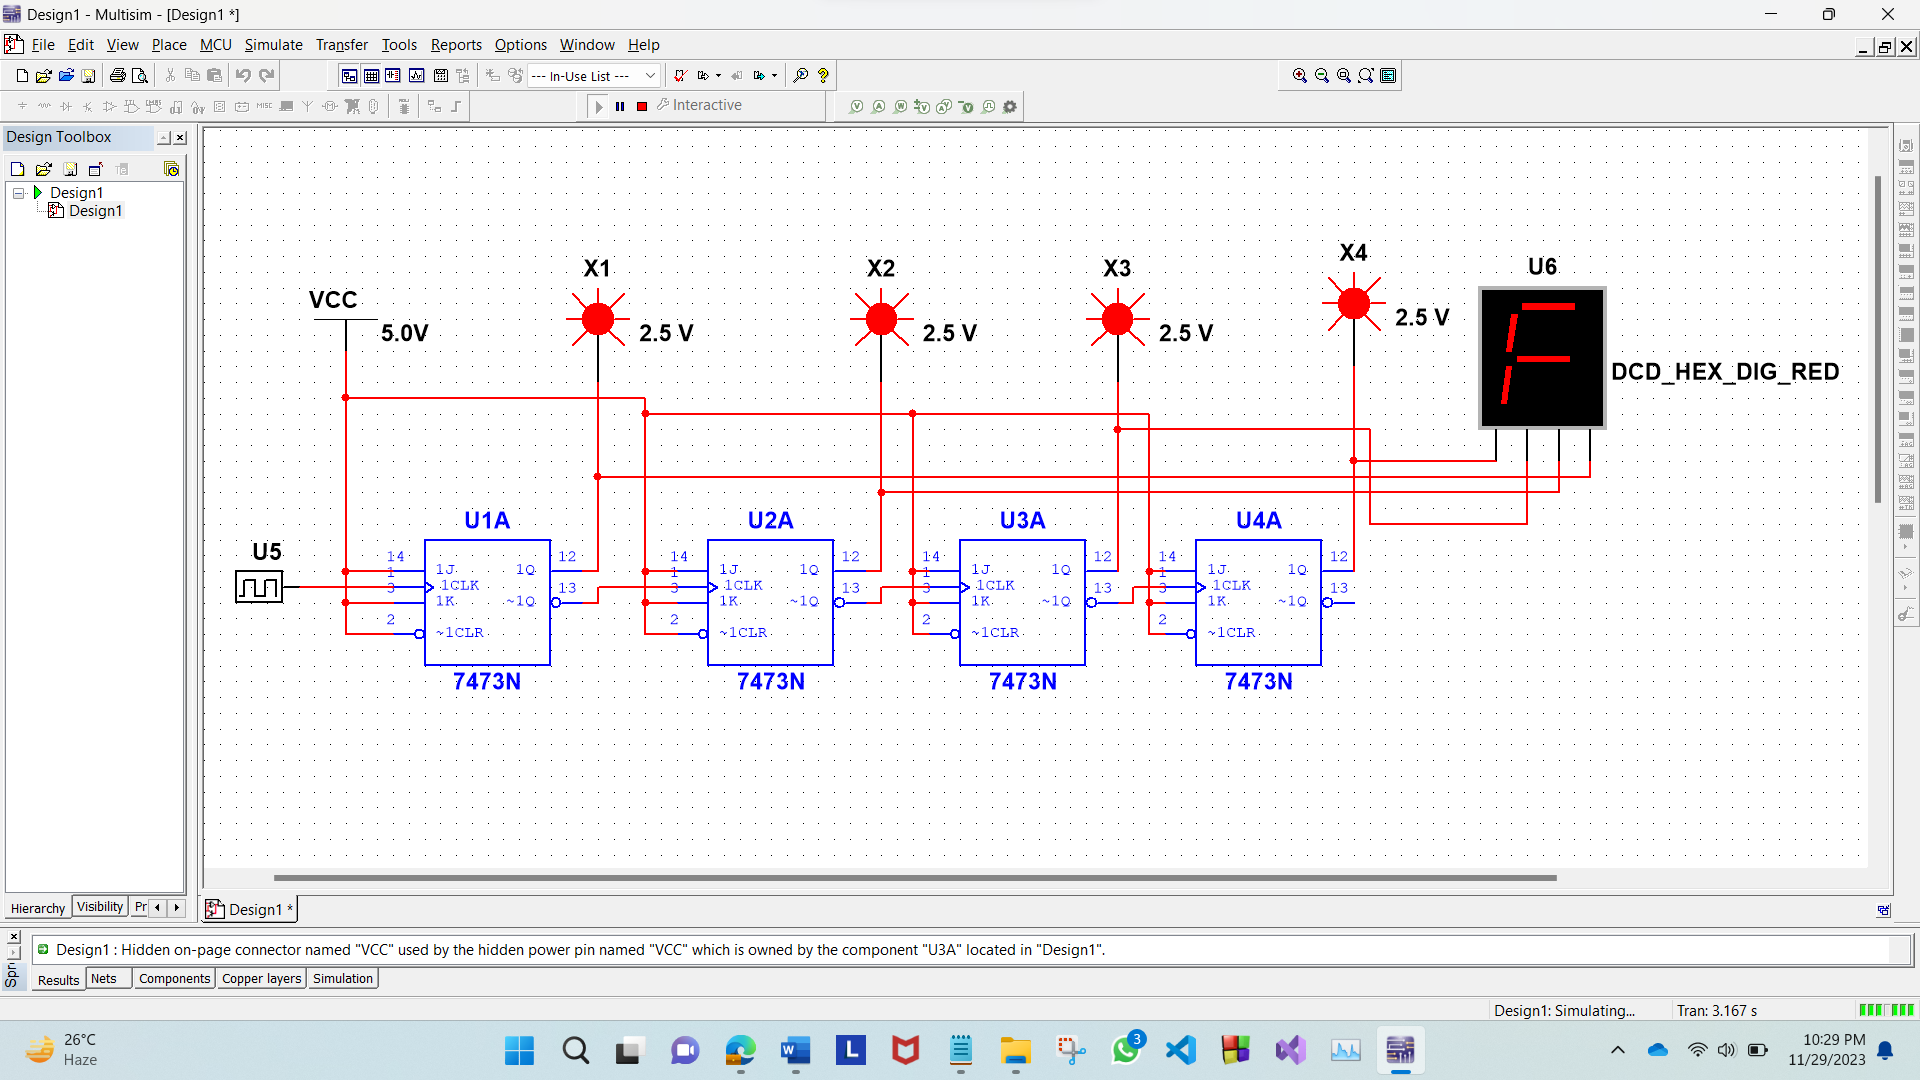 Design1 - Multisim - [Design1 *]
File Edit View Place MCU Simulate Transfer Tools Reports Options Window Help
--- In-Use List ---
Interactive
Design Toolbox
Design1
Design1
X4
X1 X2 X3 U6
VCC
2.5 V
5.0V 2.5 V 2.5 V 2.5 V
DCD_HEX_DIG_RED
F
U1A U2A U3A U4A
U5
14 12 14 12 14 12 14 12
1 1J 1Q 1 1J 1Q 1 1J 1Q 1 1J 1Q
3 1CLK 13 3 1CLK 13 3 1CLK 13 3 1CLK 13
1K ~1Q 1K ~1Q 1K ~1Q 1K ~1Q
2 2 2 2
~1CLR ~1CLR ~1CLR ~1CLR
7473N 7473N 7473N 7473N
Hierarchy Visibility Pr
Design1 *
Design1 : Hidden on-page connector named "VCC" used by the hidden power pin named "VCC" which is owned by the component "U3A" located in "Design1".
Spr
Results Nets Components Copper layers Simulation
Design1: Simulating... Tran: 3.167 s
26°C
Haze
3
10:29 PM
11/29/2023